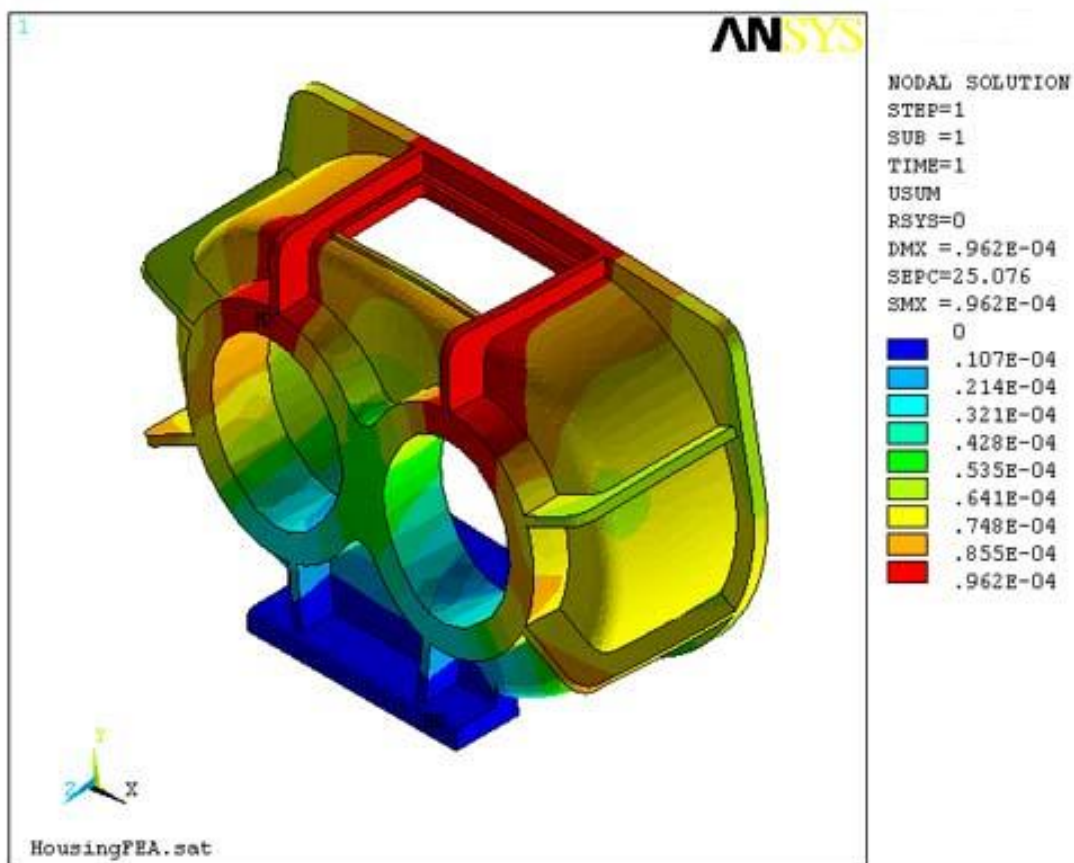 1
ANSYS
NODAL SOLUTION
STEP=1
SUB =1
TIME=1
USUM
RSYS=0
DMX =.962E-04
SEPC=25.076
SMX =.962E-04
0
.107E-04
.214E-04
.321E-04
.428E-04
.535E-04
.641E-04
.748E-04
.855E-04
.962E-04
Y
Z X
HousingFEA.sat